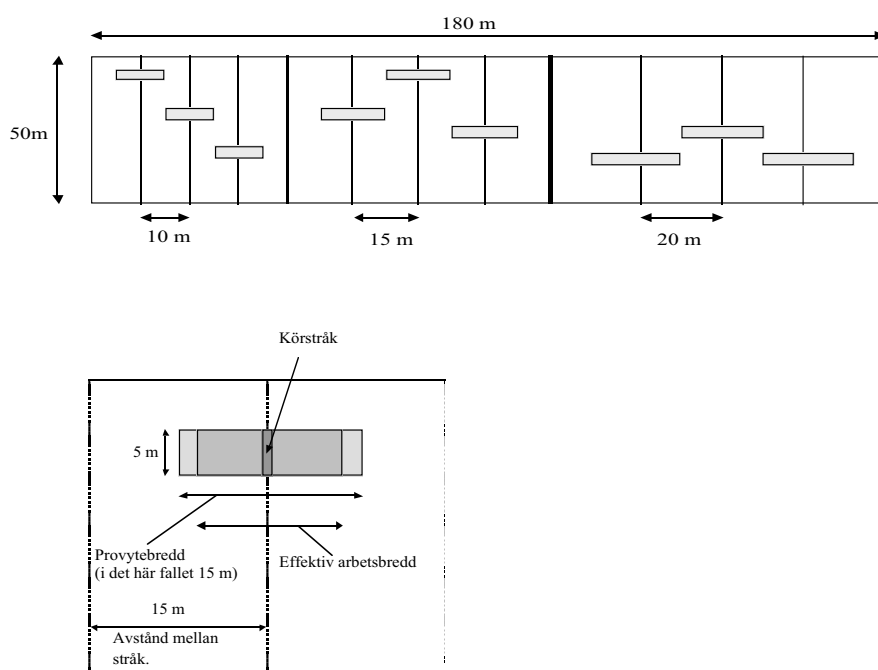 180 m
50m
10 m
15 m
20 m
Körstråk
5 m
Provytebredd
(i det här fallet 15 m)
Effektiv arbetsbredd
15 m
Avstånd mellan
stråk.